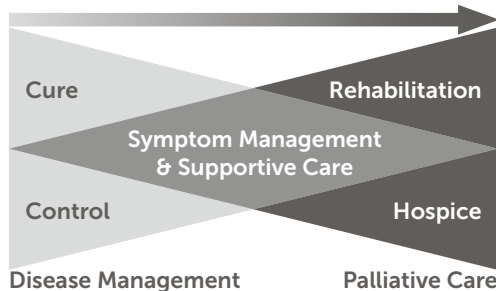 Cure
Rehabilitation
Symptom Management
& Supportive Care
Control
Hospice
Disease Management
Palliative Care